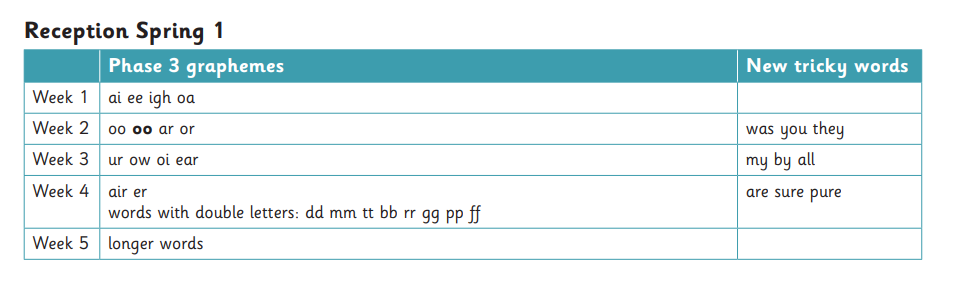 Reception Spring 1
Phase 3 graphemes New tricky words
Week 1 ai ee igh oa
Week 2 oo oo ar or was you they
Week 3 ur ow oi ear my by all
Week 4 air er are sure pure
words with double letters: dd mm tt bb rr gg pp ff
Week 5 longer words